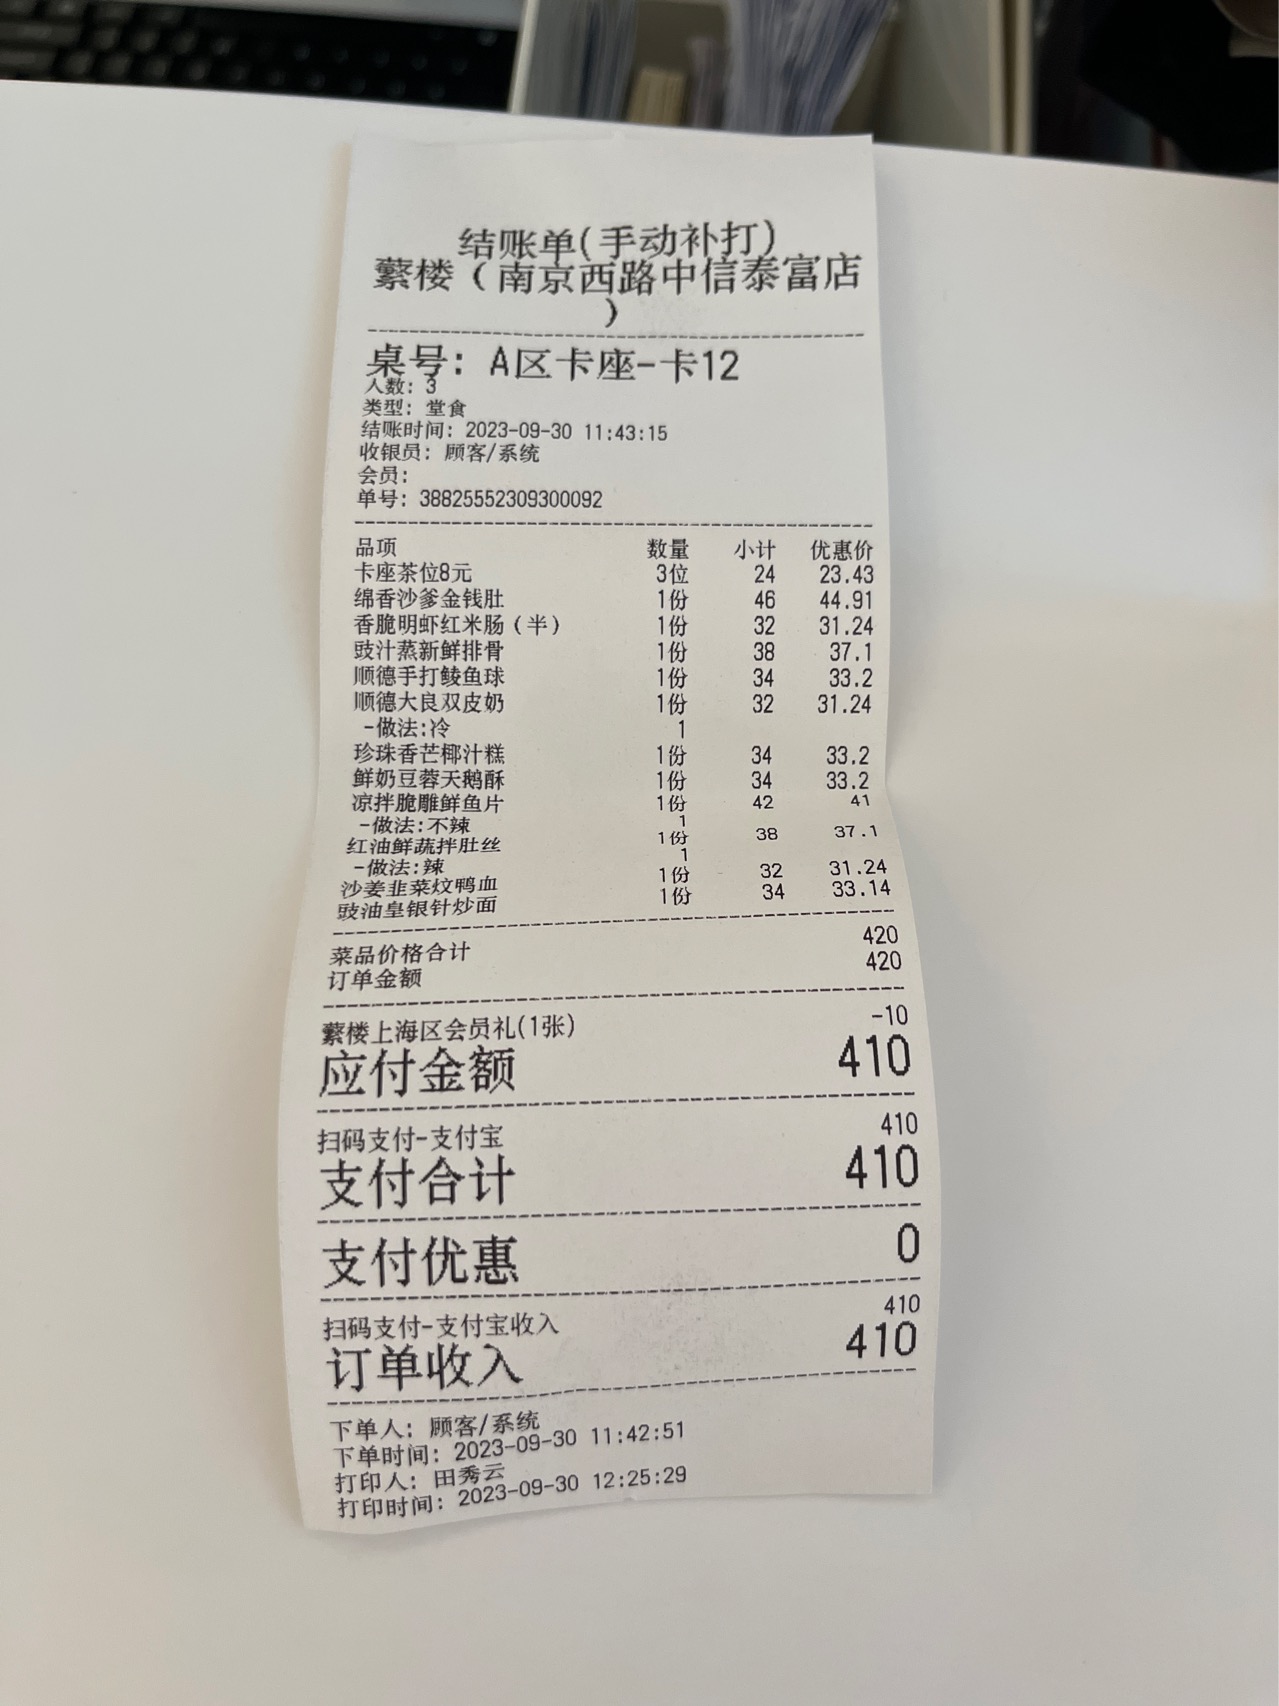 结账单(手动补打)
蘩楼（南京西路中信泰富店
）
桌号：A区卡座-卡12
人数：3
类型：堂食
结账时间：2023-09-30 11:43:15
收银员：顾客/系统
会员：
单号：38825552309300092
品项 数量 小计 优惠价
卡座茶位8元 3位 24 23.43
绵香沙爹金钱肚 1份 46 44.91
香脆明虾红米肠（半） 1份 32 31.24
豉汁蒸新鲜排骨 1份 38 37.1
顺德手打鲮鱼球 1份 34 33.2
顺德大良双皮奶 1份 32 31.24
-做法:冷 1
珍珠香芒椰汁糕 1份 34 33.2
鲜奶豆蓉天鹅酥 1份 34 33.2
凉拌脆雕鲜鱼片 1份 42 41
-做法:不辣 1
红油鲜蔬拌肚丝 1份 38 37.1
-做法:辣 1
沙姜韭菜炆鸭血 1份 32 31.24
豉油皇银针炒面 1份 34 33.14
菜品价格合计 420
订单金额 420
蘩楼上海区会员礼(1张) -10
应付金额 410
扫码支付-支付宝 410
支付合计 410
支付优惠 0
扫码支付-支付宝收入 410
订单收入 410
下单人：顾客/系统
下单时间：2023-09-30 11:42:51
打印人：田秀云
打印时间：2023-09-30 12:25:29